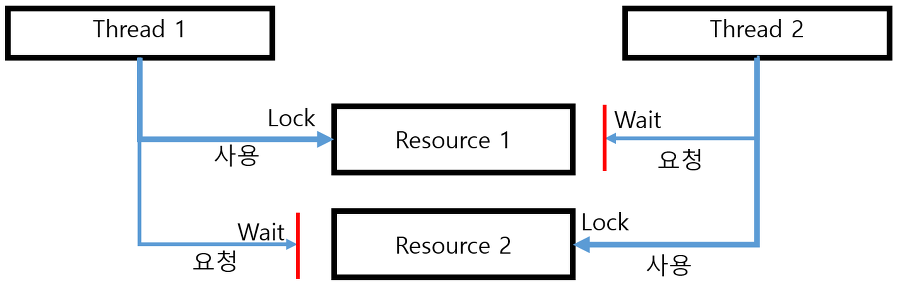 Thread 1
Thread 2
Lock
사용
Resource 1
Wait
요청
Wait
요청
Resource 2
Lock
사용